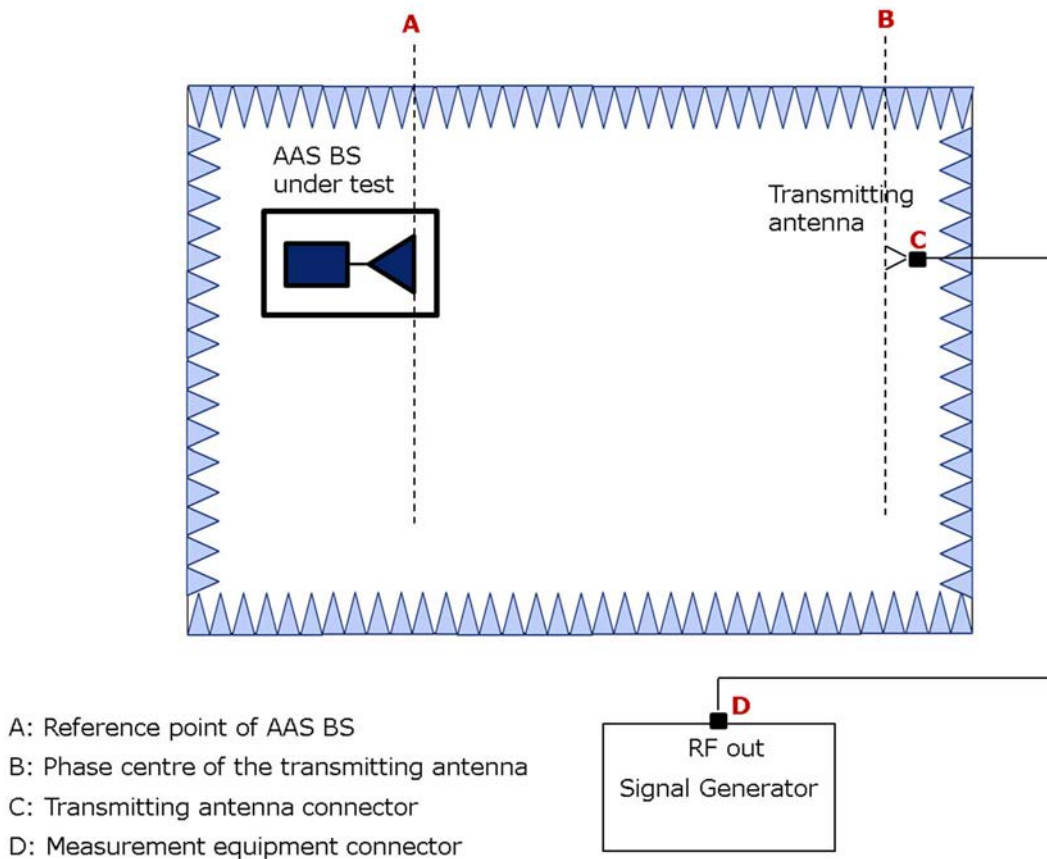 A
B
AAS BS
under test
Transmitting
antenna
C
D
RF out
Signal Generator
A: Reference point of AAS BS
B: Phase centre of the transmitting antenna
C: Transmitting antenna connector
D: Measurement equipment connector